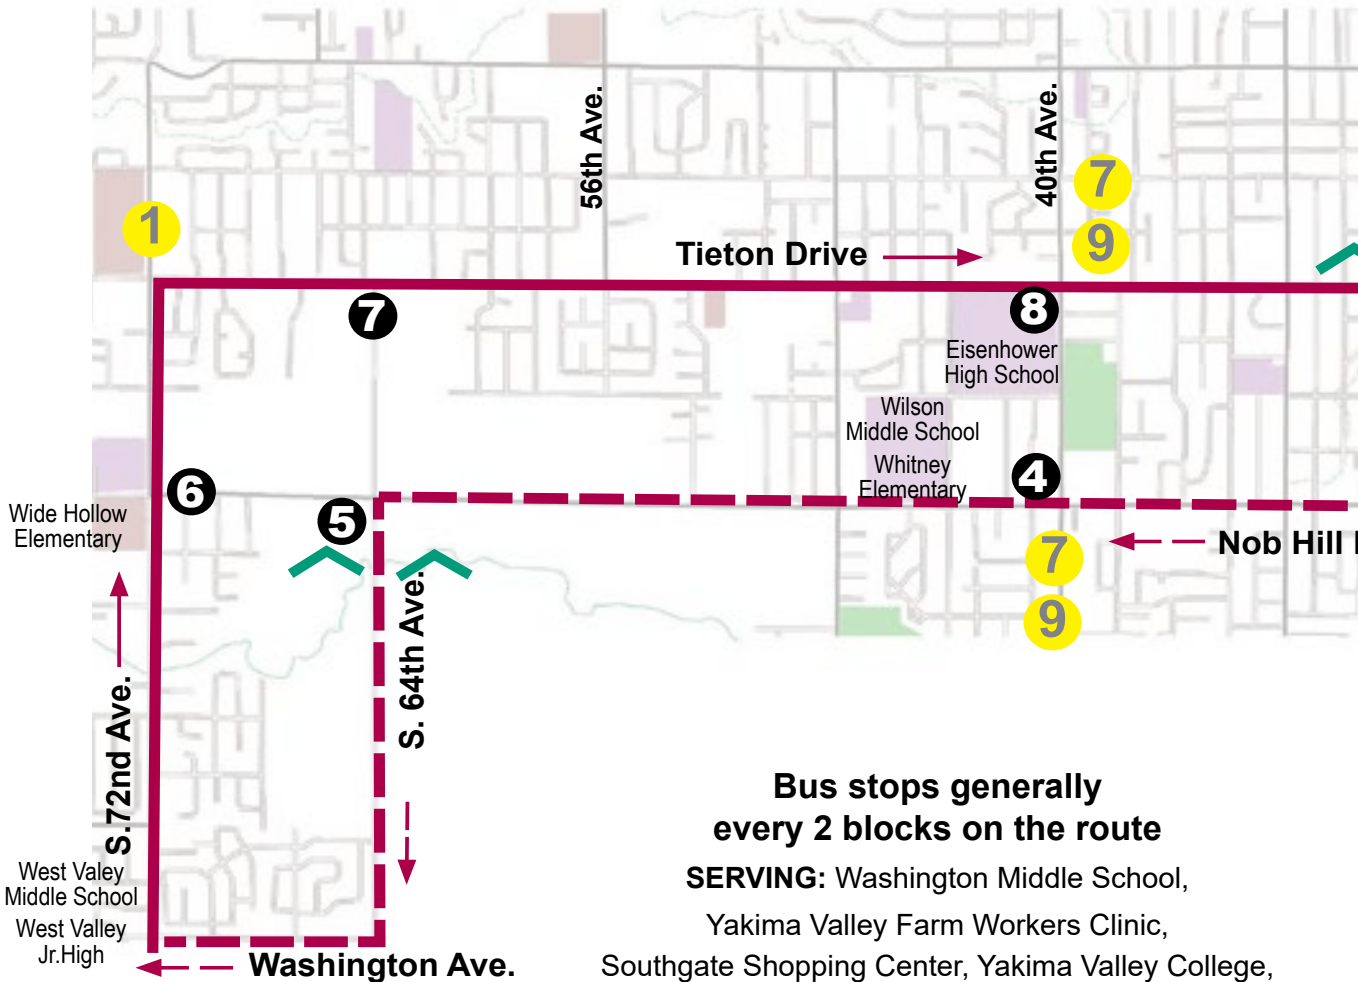 56th Ave.
40th Ave.
7
1
9
Tieton Drive
7
8
Eisenhower
High School
Wilson
Middle School
Whitney
Elementary
4
6
5
Wide Hollow
Elementary
7
Nob Hill
9
S. 64th Ave.
S.72nd Ave.
Bus stops generally
every 2 blocks on the route
SERVING: Washington Middle School,
Yakima Valley Farm Workers Clinic,
Southgate Shopping Center, Yakima Valley College,
West Valey
Middle School
West Valley
Jr.High
Washington Ave.